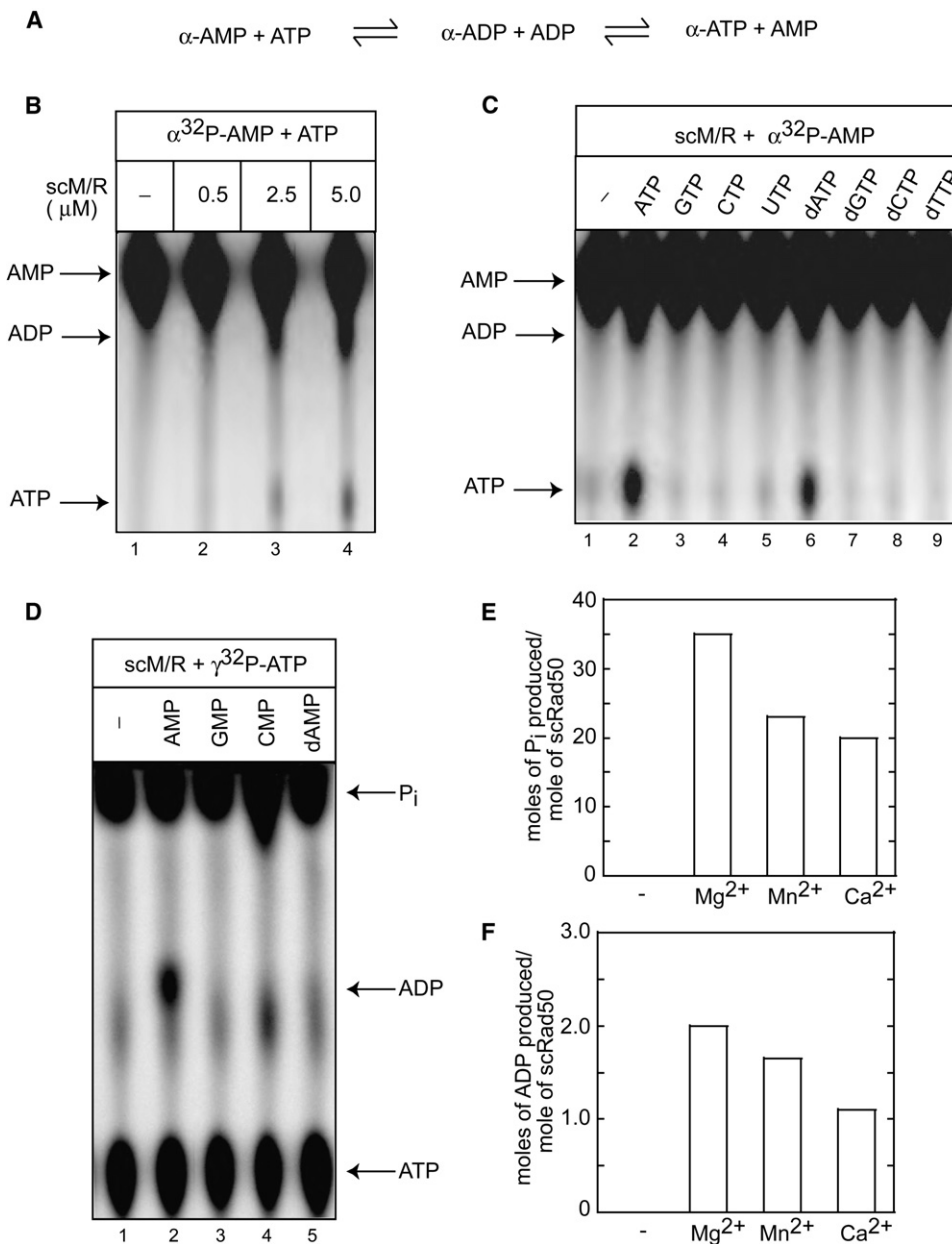 A
α-AMP + ATP ⇌ α-ADP + ADP ⇌ α-ATP + AMP
B
α32P-AMP + ATP
scM/R ( μM) – 0.5 2.5 5.0
AMP
ADP
ATP
1 2 3 4
C
scM/R + α32P-AMP
– ATP GTP CTP UTP dATP dGTP dCTP dTTP
AMP
ADP
ATP
1 2 3 4 5 6 7 8 9
D
scM/R + γ32P-ATP
– AMP GMP CMP dAMP
Pi
ADP
ATP
1 2 3 4 5
E
moles of Pi produced/
mole of scRad50
40
30
20
10
0
- Mg2+ Mn2+ Ca2+
F
moles of ADP produced/
mole of scRad50
3.0
2.0
1.0
0
- Mg2+ Mn2+ Ca2+